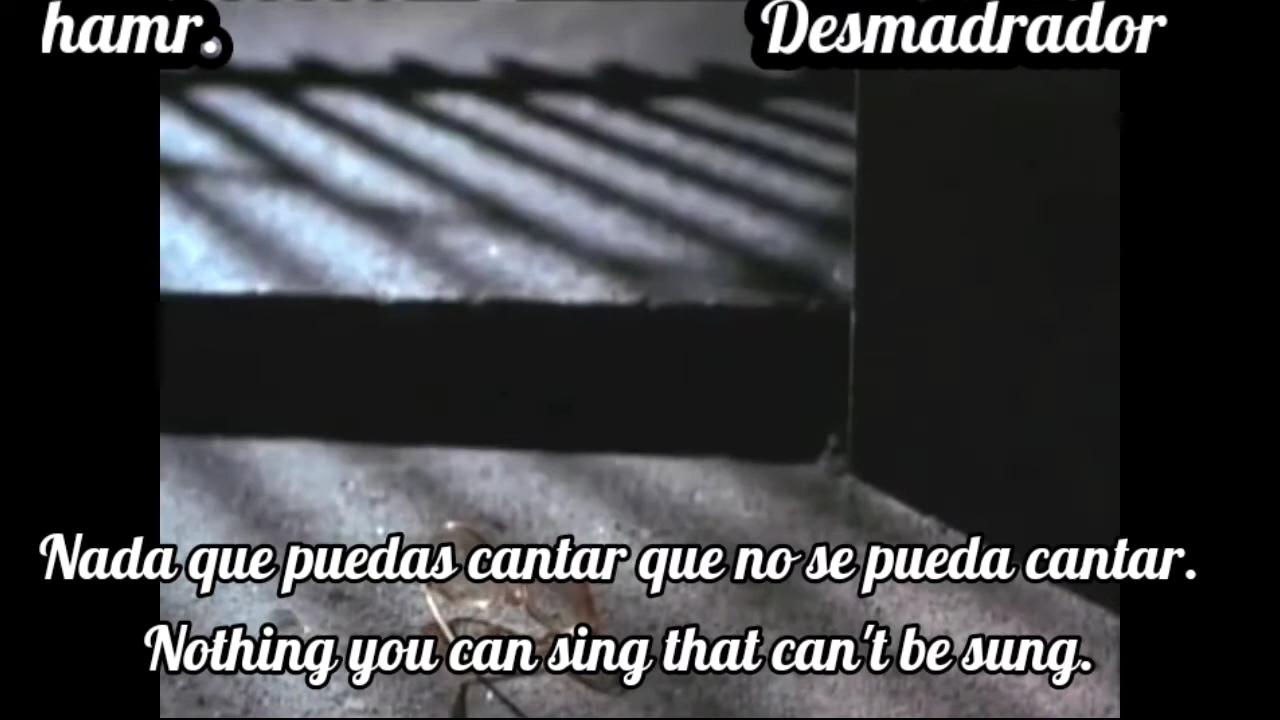 hamr. Desmadrador
Nada que puedas cantar que no se pueda cantar.
Nothing you can sing that can't be sung.